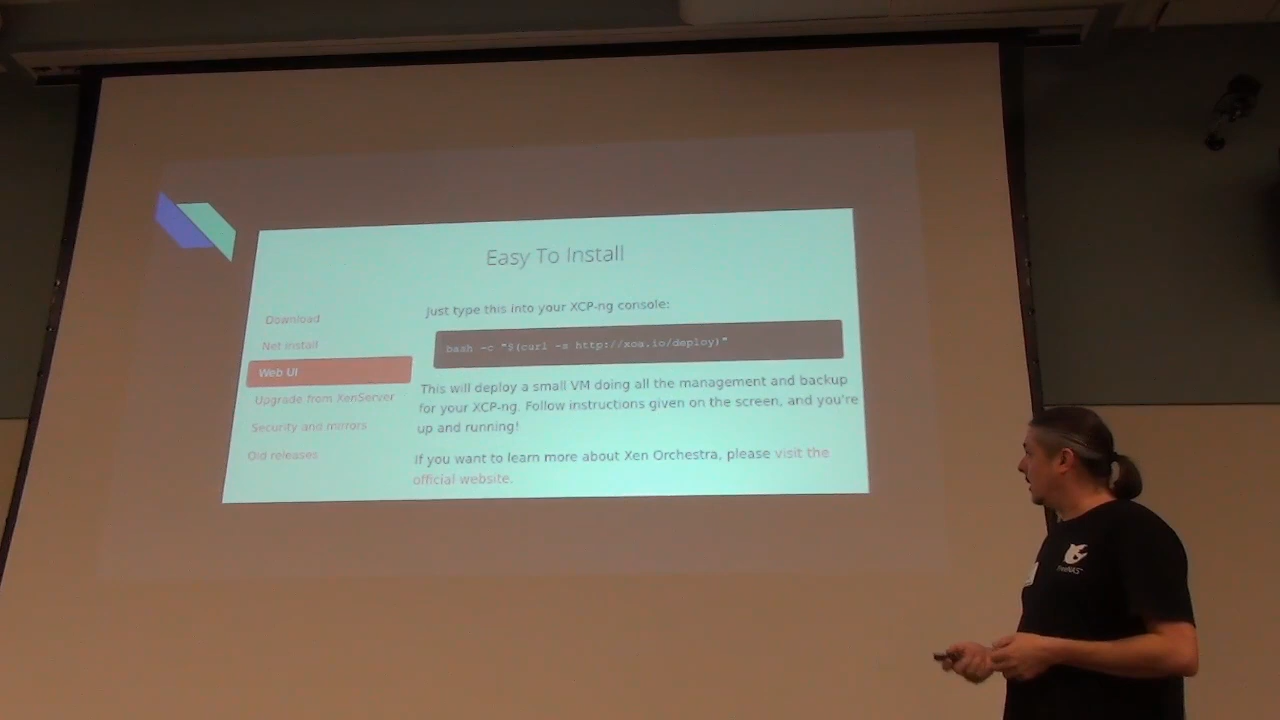 Easy To Install
Download
Net install
Web UI
Upgrade from XenServer
Security and mirrors
Old releases
Just type this into your XCP-ng console:
bash -c "$(curl -s http://xoa.io/deploy)"
This will deploy a small VM doing all the management and backup
for your XCP-ng. Follow instructions given on the screen, and you're
up and running!
If you want to learn more about Xen Orchestra, please visit the
official website.
FreeNAS™